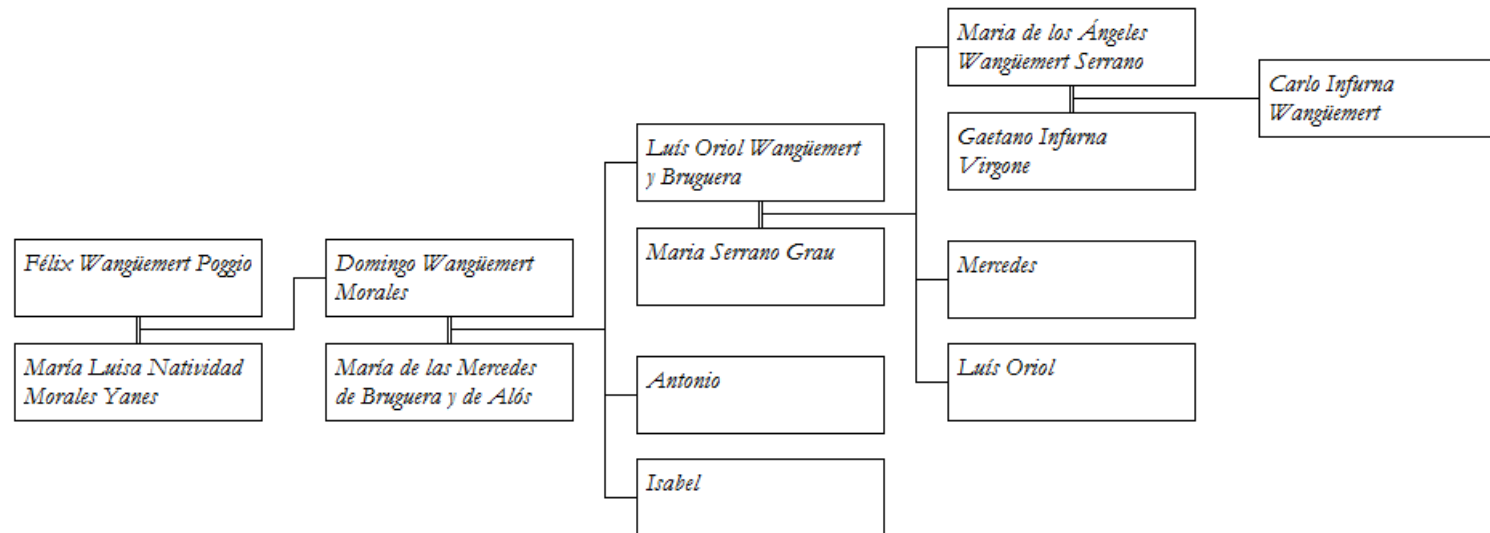 Maria de los Ángeles
Wangüemert Serrano
Carlo Infurna
Wangüemert
Gaetano Infurna
Virgone
Luís Oriol Wangüemert
y Bruguera
Maria Serrano Grau
Félix Wangüemert Poggio
Domingo Wangüemert
Morales
Mercedes
María Luisa Natividad
Morales Yanes
María de las Mercedes
de Bruguera y de Alós
Antonio
Luís Oriol
Isabel